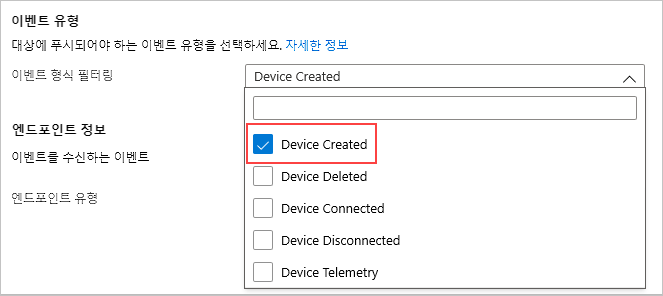 이벤트 유형
대상에 푸시되어야 하는 이벤트 유형을 선택하세요. 자세한 정보
이벤트 형식 필터링
Device Created
Device Created
Device Deleted
Device Connected
Device Disconnected
Device Telemetry
엔드포인트 정보
이벤트를 수신하는 이벤트
엔드포인트 유형